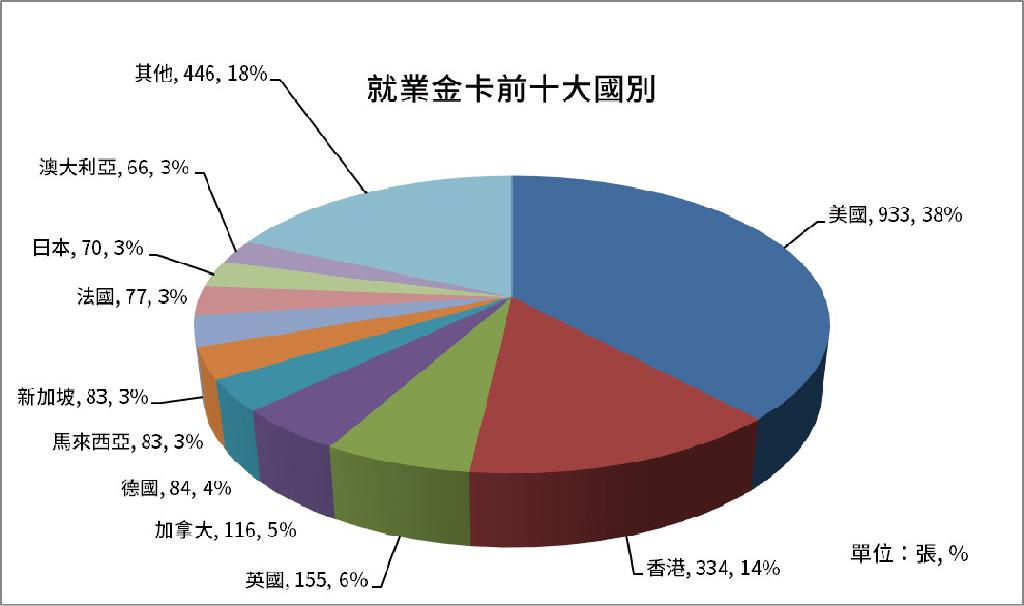 就業金卡前十大國別
其他, 446, 18%
澳大利亞, 66, 3%
日本, 70, 3%
法國, 77, 3%
新加坡, 83, 3%
馬來西亞, 83, 3%
德國, 84, 4%
加拿大, 116, 5%
英國, 155, 6%
香港, 334, 14%
美國, 933, 38%
單位：張, %